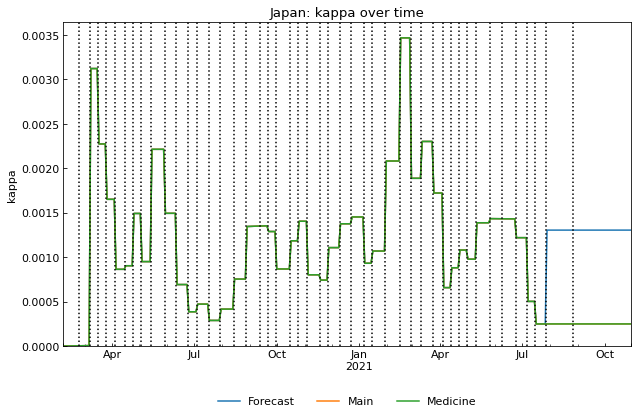 Japan: kappa over time
kappa
0.0035
0.0030
0.0025
0.0020
0.0015
0.0010
0.0005
0.0000
Apr Jul Oct Jan Apr Jul Oct
2021
Forecast Main Medicine